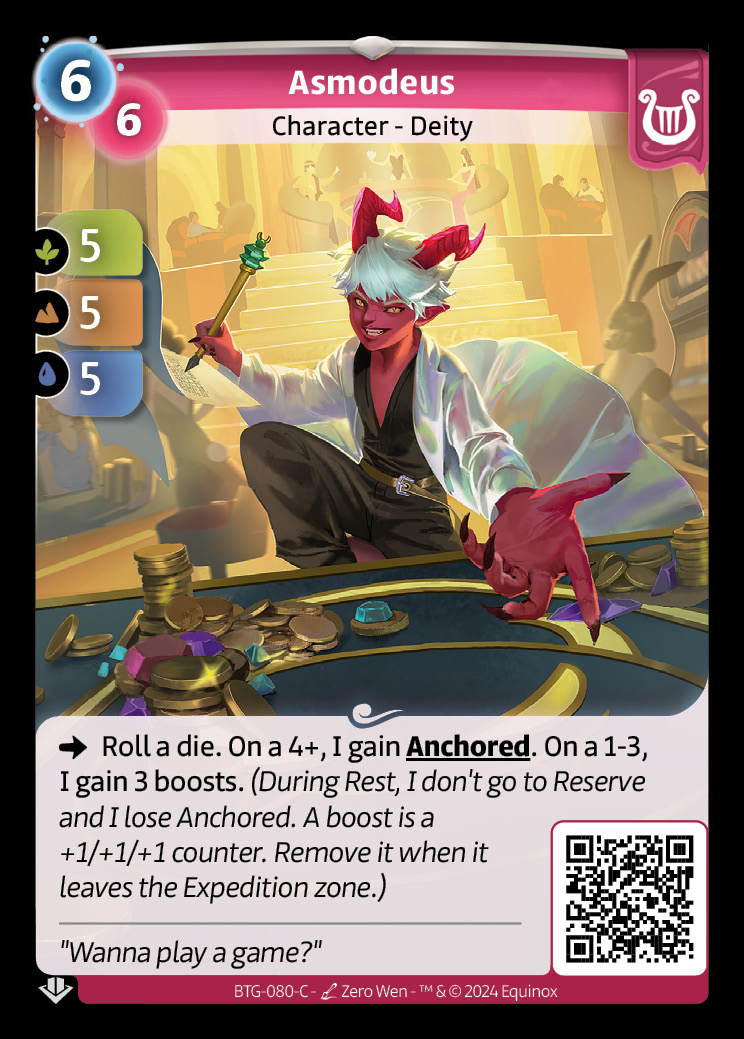 6
Asmodeus
6
Character - Deity
5
5
5
Roll a die. On a 4+, I gain Anchored. On a 1-3,
I gain 3 boosts. (During Rest, I don't go to Reserve
and I lose Anchored. A boost is a
+1/+1/+1 counter. Remove it when it
leaves the Expedition zone.)
"Wanna play a game?"
BTG-080-C - Zero Wen - ™ & © 2024 Equinox